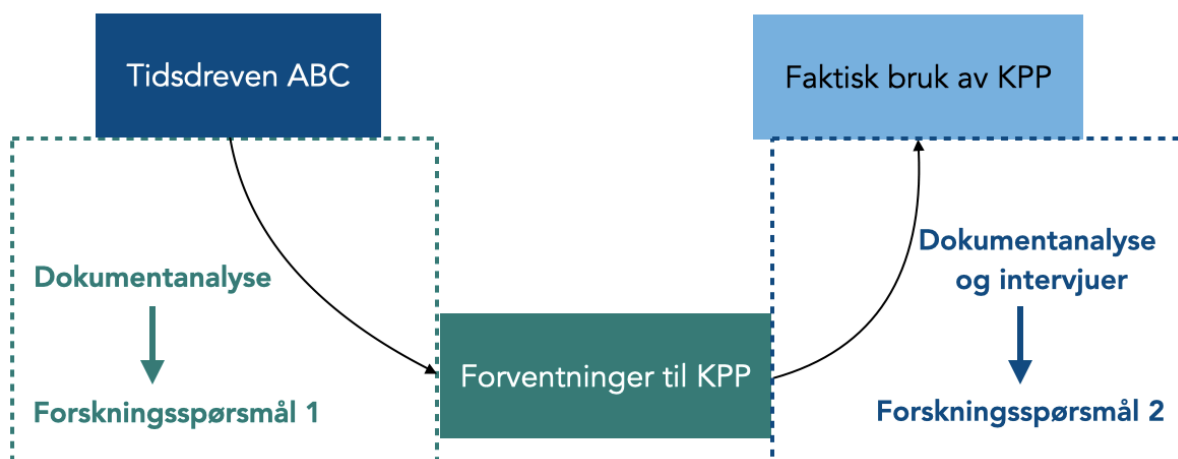 Tidsdreven ABC
Faktisk bruk av KPP
Dokumentanalyse
Forskningsspørsmål 1
Forventninger til KPP
Dokumentanalyse
og intervjuer
Forskningsspørsmål 2